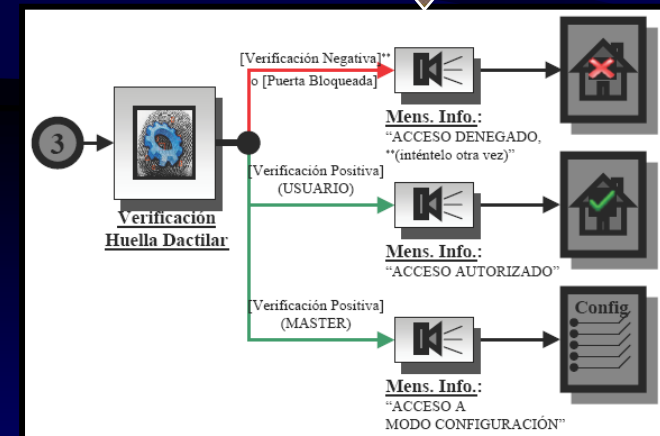 [Verificación Negativa]**
o [Puerta Bloqueada]
3
Verificación
Huella Dactilar
Mens. Info.:
“ACCESO DENEGADO,
**(inténtelo otra vez)”
[Verificación Positiva]
(USUARIO)
Mens. Info.:
“ACCESO AUTORIZADO”
[Verificación Positiva]
(MASTER)
Config
Mens. Info.:
“ACCESO A
MODO CONFIGURACIÓN”